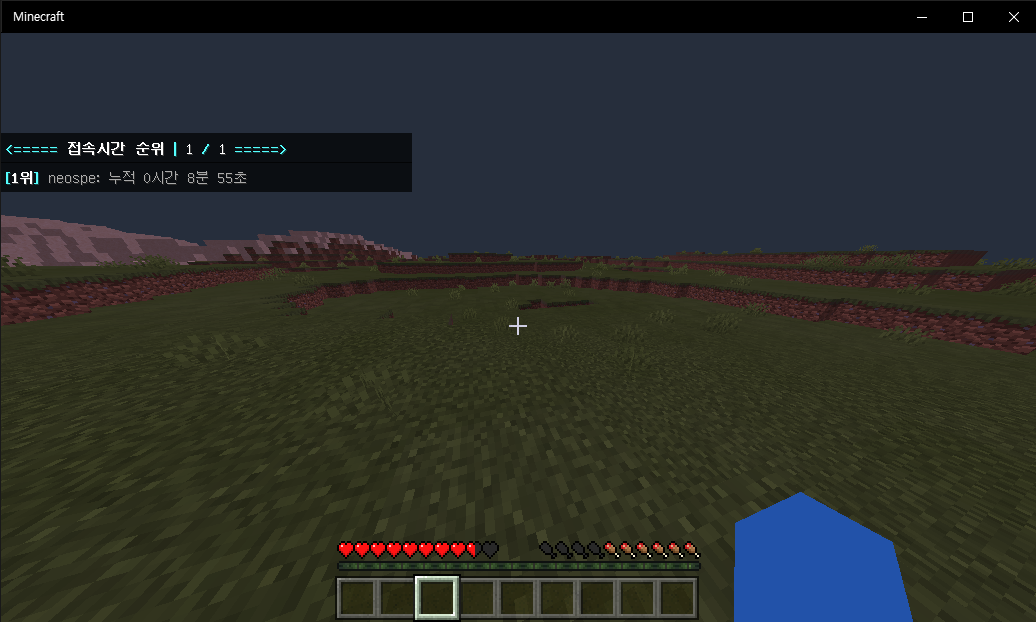 Minecraft
<===== 접속시간 순위 | 1 / 1 =====>
[1위] neospe: 누적 0시간 8분 55초